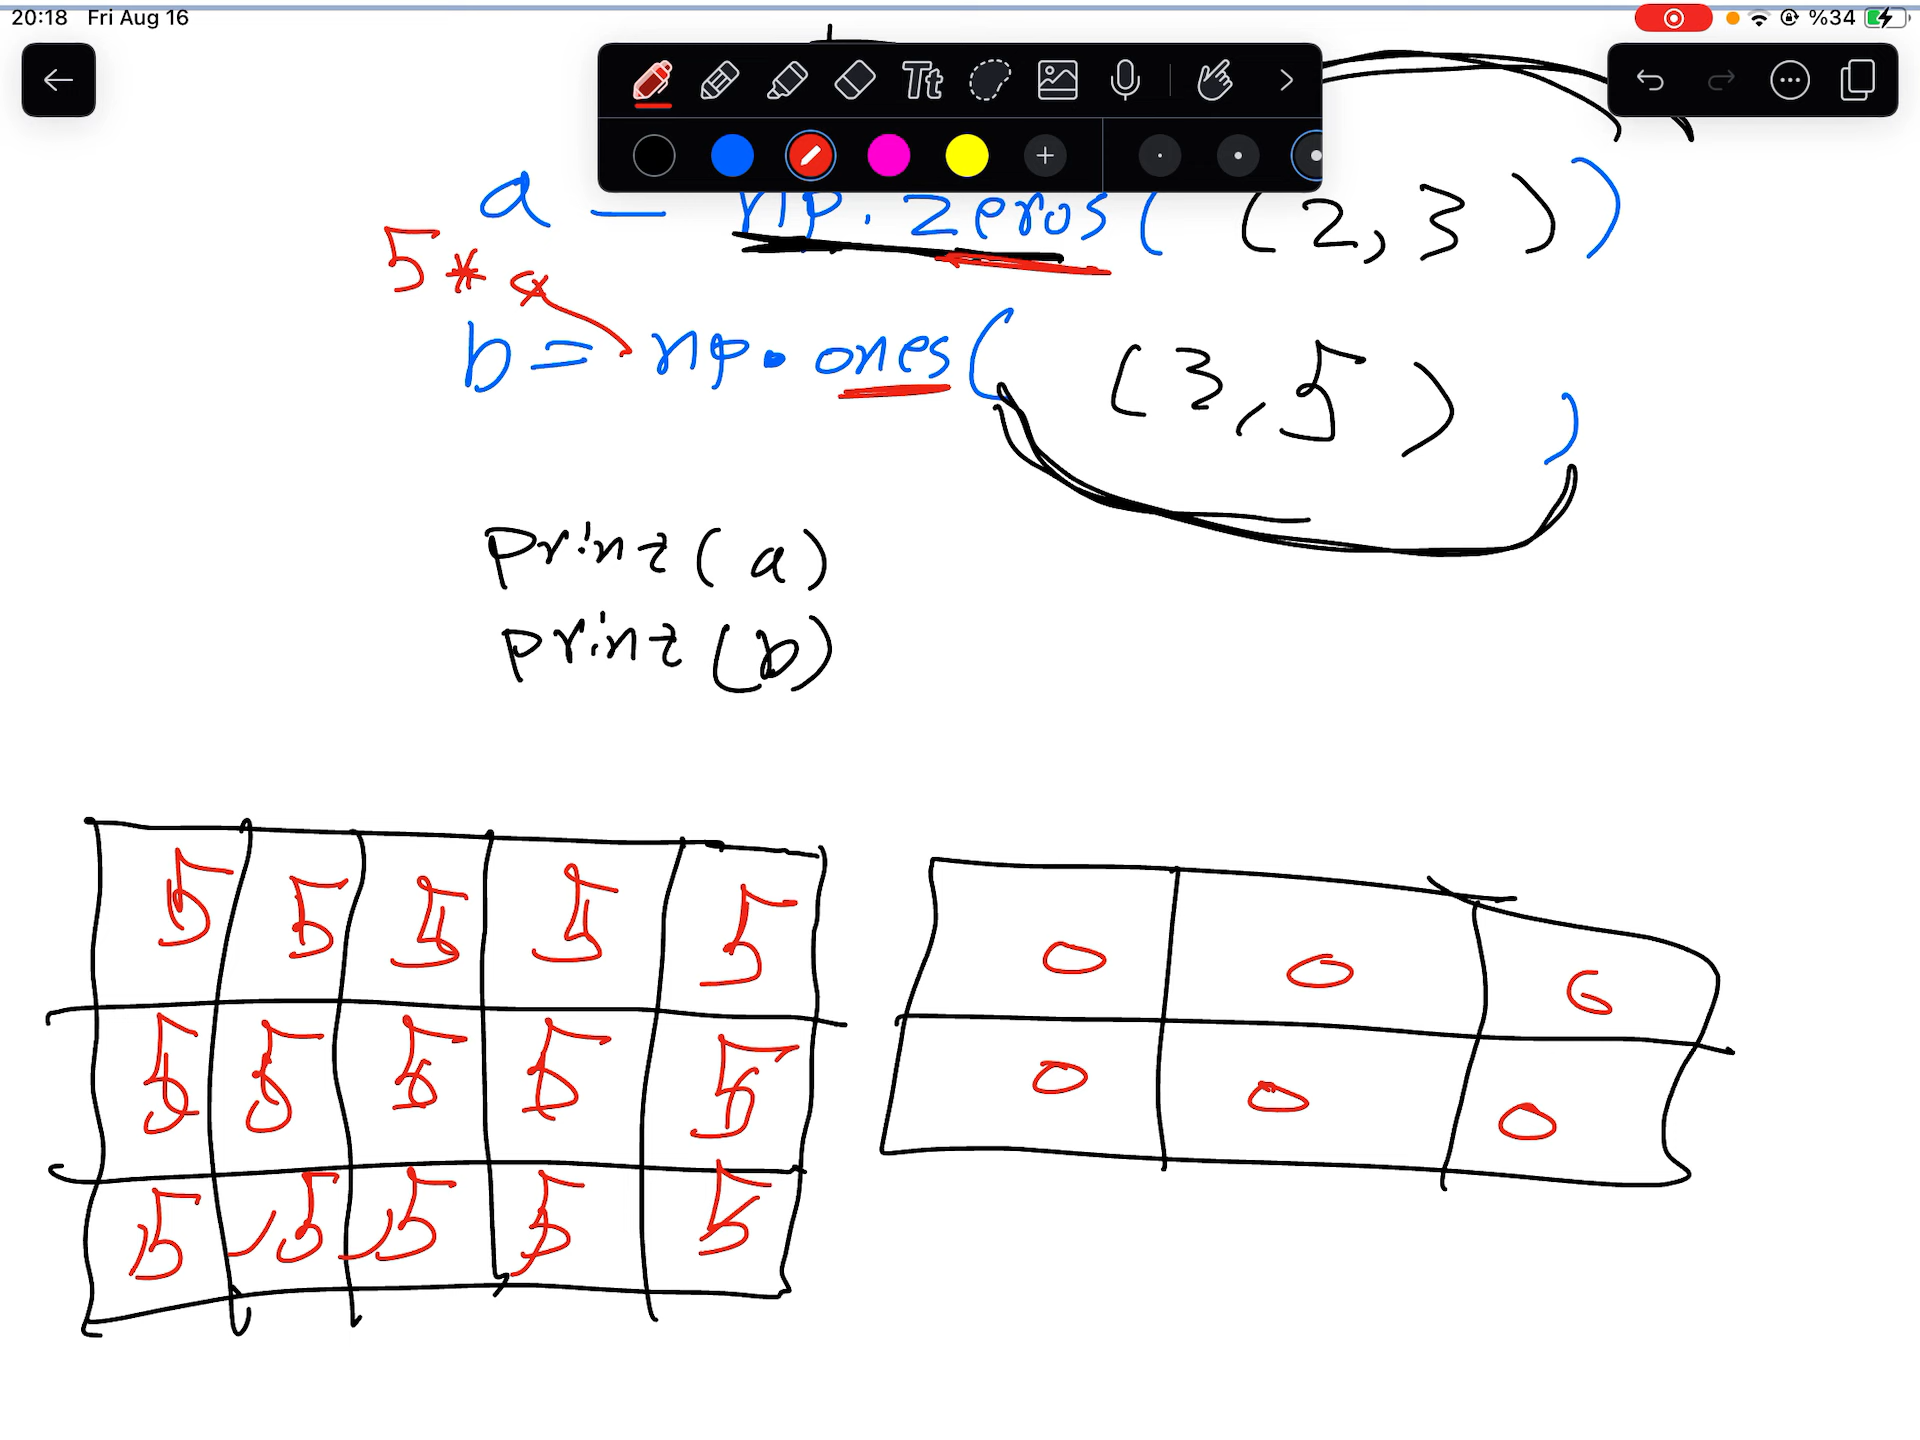 20:18 Fri Aug 16 %34
Tt
a = np.zeros( (2,3))
5*
b = np.ones( (3,5) )
print(a)
print(b)
5 5 5 5 5
5 5 5 5 5
5 5 5 5 5
0 0 0
0 0 0